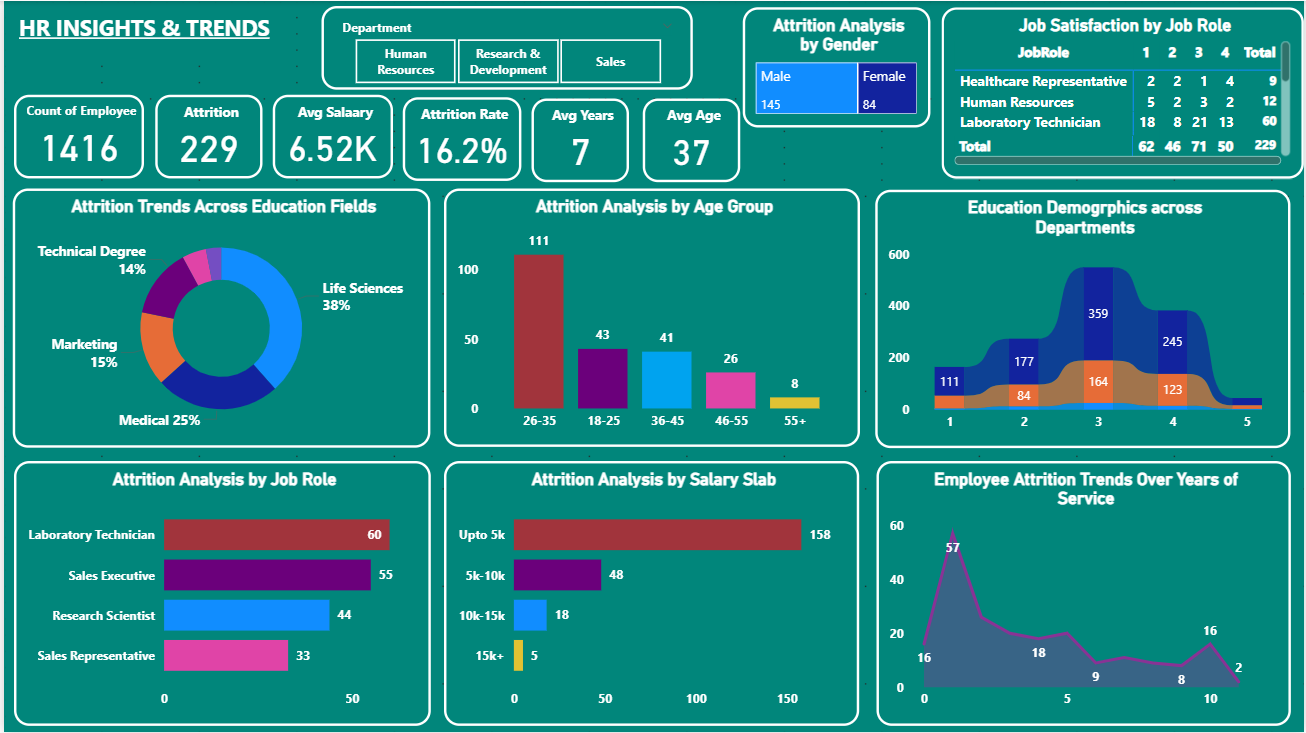 HR INSIGHTS & TRENDS
Department
Human
Resources
Research &
Development
Sales
Count of Employee
1416
Attrition
229
Avg Salaary
6.52K
Attrition Rate
16.2%
Avg Years
7
Avg Age
37
Attrition Analysis
by Gender
Male
145
Female
84
Job Satisfaction by Job Role
JobRole 1 2 3 4 Total
Healthcare Representative 2 2 1 4 9
Human Resources 5 2 3 2 12
Laboratory Technician 18 8 21 13 60
Total 62 46 71 50 229
Attrition Trends Across Education Fields
Technical Degree
14%
Life Sciences
38%
Marketing
15%
Medical 25%
Attrition Analysis by Age Group
100
50
0
111
43
41
26
8
26-35 18-25 36-45 46-55 55+
Education Demogrphics across
Departments
600
400
200
0
111
177
84
359
164
245
123
1 2 3 4 5
Attrition Analysis by Job Role
Laboratory Technician 60
Sales Executive 55
Research Scientist 44
Sales Representative 33
0 50
Attrition Analysis by Salary Slab
Upto 5k 158
5k-10k 48
10k-15k 18
15k+ 5
0 50 100 150
Employee Attrition Trends Over Years of
Service
60
40
20
0
16
57
18
9
8
16
2
0 5 10